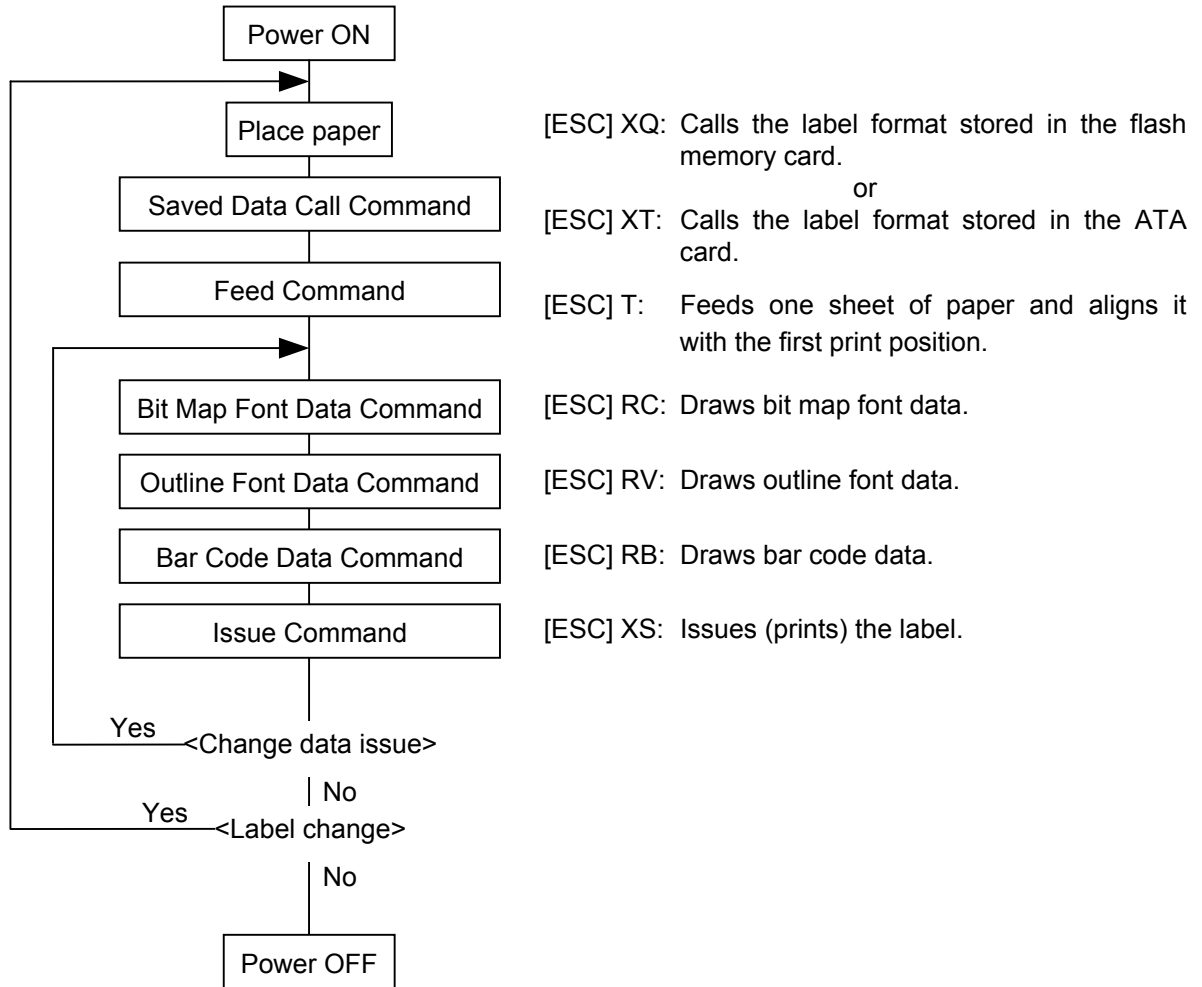 Power ON
Place paper
[ESC] XQ: Calls the label format stored in the flash
memory card.
Saved Data Call Command
or
[ESC] XT: Calls the label format stored in the ATA
card.
Feed Command
[ESC] T: Feeds one sheet of paper and aligns it
with the first print position.
Bit Map Font Data Command
[ESC] RC: Draws bit map font data.
Outline Font Data Command
[ESC] RV: Draws outline font data.
Bar Code Data Command
[ESC] RB: Draws bar code data.
Issue Command
[ESC] XS: Issues (prints) the label.
Yes
<Change data issue>
No
Yes
<Label change>
No
Power OFF